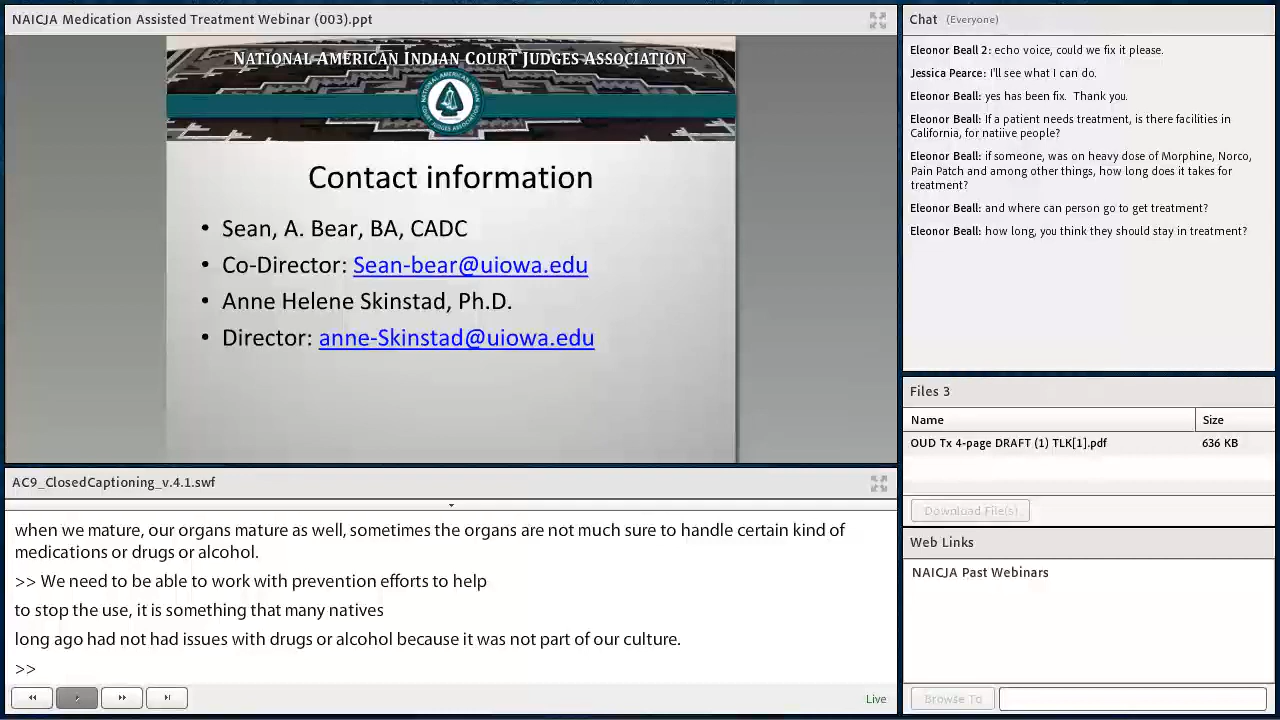 NAICJA Medication Assisted Treatment Webinar (003).ppt
NATIONAL AMERICAN INDIAN COURT JUDGES ASSOCIATION
NATIONAL AMERICAN INDIAN COURT JUDGES ASSOCIATION
Contact information
• Sean, A. Bear, BA, CADC
• Co-Director: Sean-bear@uiowa.edu
• Anne Helene Skinstad, Ph.D.
• Director: anne-Skinstad@uiowa.edu
AC9_ClosedCaptioning_v.4.1.swf
when we mature, our organs mature as well, sometimes the organs are not much sure to handle certain kind of
medications or drugs or alcohol.
>> We need to be able to work with prevention efforts to help
to stop the use, it is something that many natives
long ago had not had issues with drugs or alcohol because it was not part of our culture.
>>
Live
Chat (Everyone)
Eleonor Beall 2: echo voice, could we fix it please.
Jessica Pearce: I'll see what I can do.
Eleonor Beall: yes has been fix. Thank you.
Eleonor Beall: If a patient needs treatment, is there facilities in
California, for natiive people?
Eleonor Beall: if someone, was on heavy dose of Morphine, Norco,
Pain Patch and among other things, how long does it takes for
treatment?
Eleonor Beall: and where can person go to get treatment?
Eleonor Beall: how long, you think they should stay in treatment?
Files 3
Name Size
OUD Tx 4-page DRAFT (1) TLK[1].pdf 636 KB
Download File(s)
Web Links
NAICJA Past Webinars
Browse To